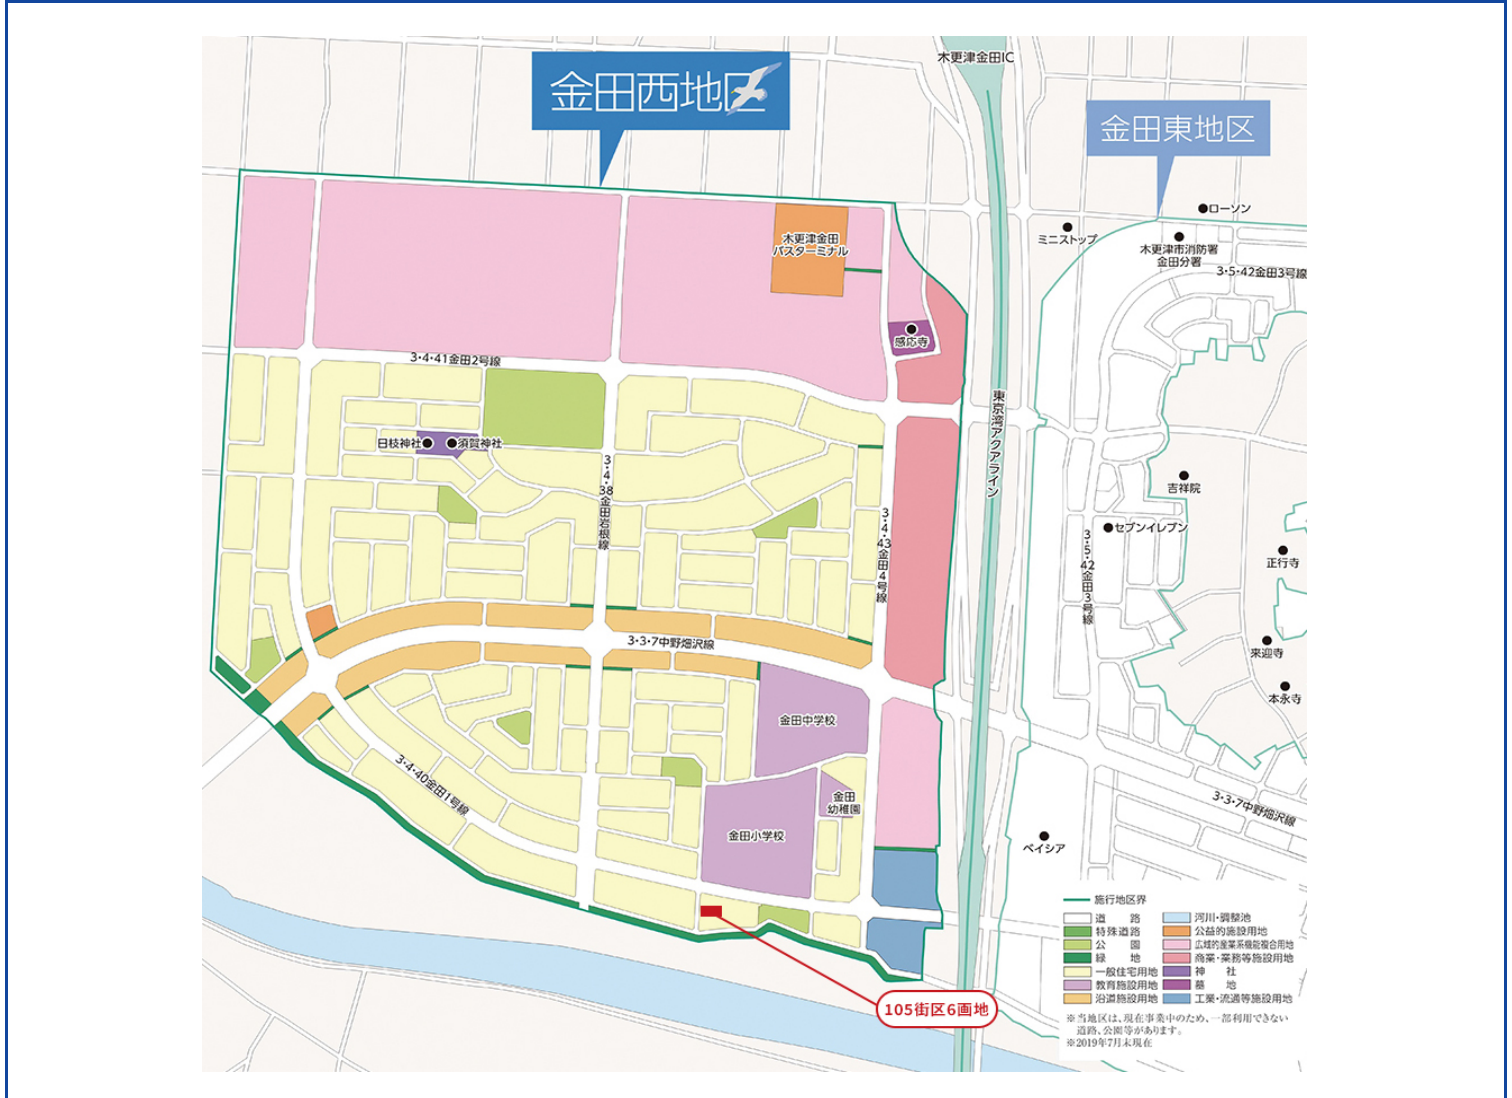 木更津金田IC
金田西地区
金田東地区
ローソン
ミニストップ
木更津市消防署
金田分署
3・5・42金田3号線
木更津金田
バスターミナル
感応寺
3・4・41金田2号線
東京湾アクアライン
日枝神社
須賀神社
3・4・38金田岩根線
吉祥院
3・4・43金田4号線
セブンイレブン
3・5・42金田3号線
正行寺
3・3・7中野畑沢線
来迎寺
本永寺
金田中学校
3・4・40金田1号線
金田
幼稚園
3・3・7中野畑沢線
金田小学校
ベイシア
施行地区界
道路
特殊道路
公園
緑地
一般住宅用地
教育施設用地
沿道施設用地
河川・調整池
公益的施設用地
広域的産業系機能複合用地
商業・業務等施設用地
神社
墓地
工業・流通等施設用地
105街区6画地
※当地区は、現在事業中のため、一部利用できない
道路、公園等があります。
※2019年7月末現在